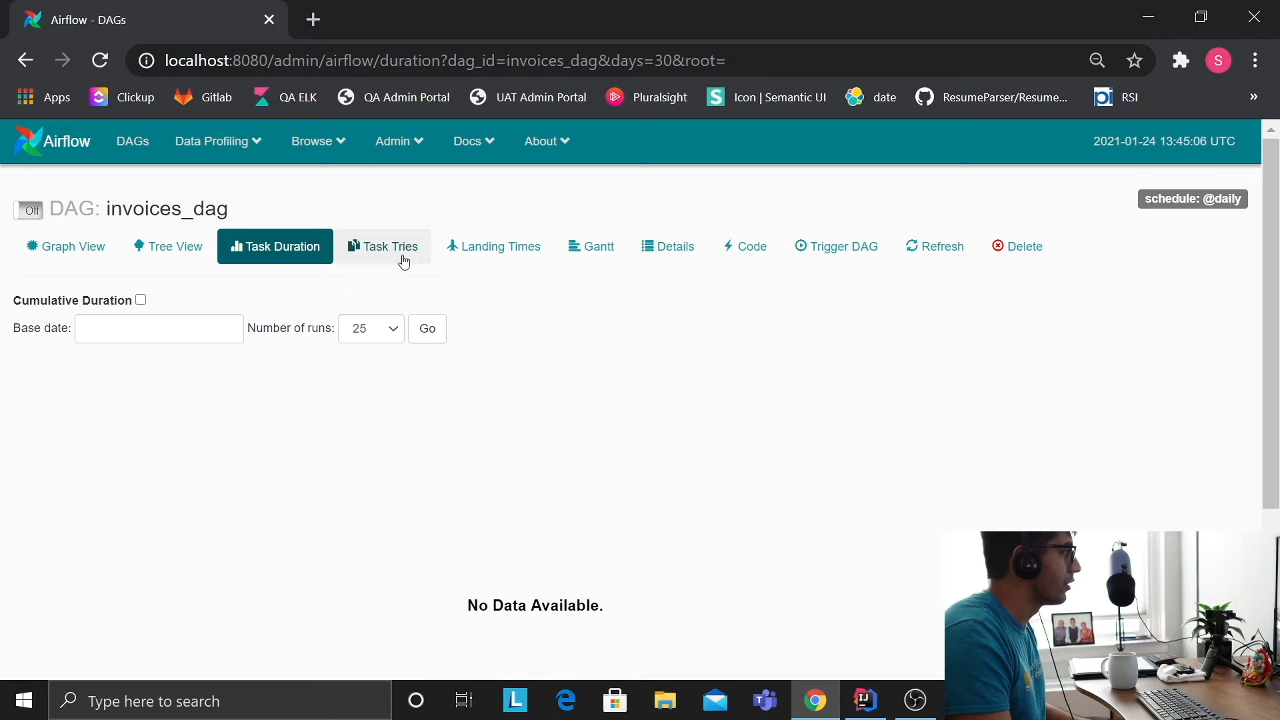 Airflow - DAGs
localhost:8080/admin/airflow/duration?dag_id=invoices_dag&days=30&root=
S
Apps Clickup Gitlab QA ELK QA Admin Portal UAT Admin Portal Pluralsight Icon | Semantic UI date ResumeParser/Resume... RSI »
Airflow DAGs Data Profiling Browse Admin Docs About 2021-01-24 13:45:06 UTC
schedule: @daily
Off DAG: invoices_dag
Graph View Tree View Task Duration Task Tries Landing Times Gantt Details Code Trigger DAG Refresh Delete
Cumulative Duration
Base date: Number of runs: 25 Go
No Data Available.
Type here to search